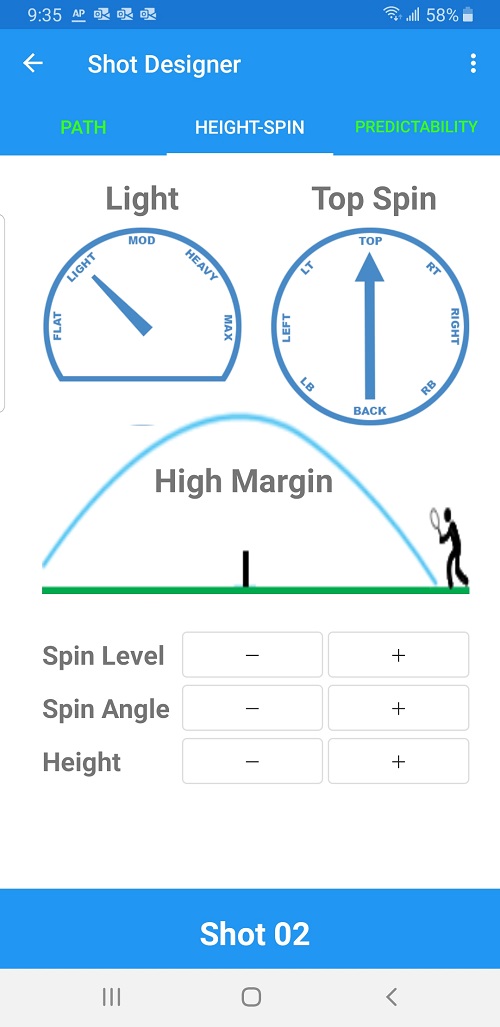 9:35 AP 58%
Shot Designer
PATH HEIGHT-SPIN PREDICTABILITY
Light Top Spin
FLAT LIGHT MOD HEAVY MAX
TOP RT RIGHT RB BACK LB LEFT LT
High Margin
Spin Level − +
Spin Angle − +
Height − +
Shot 02